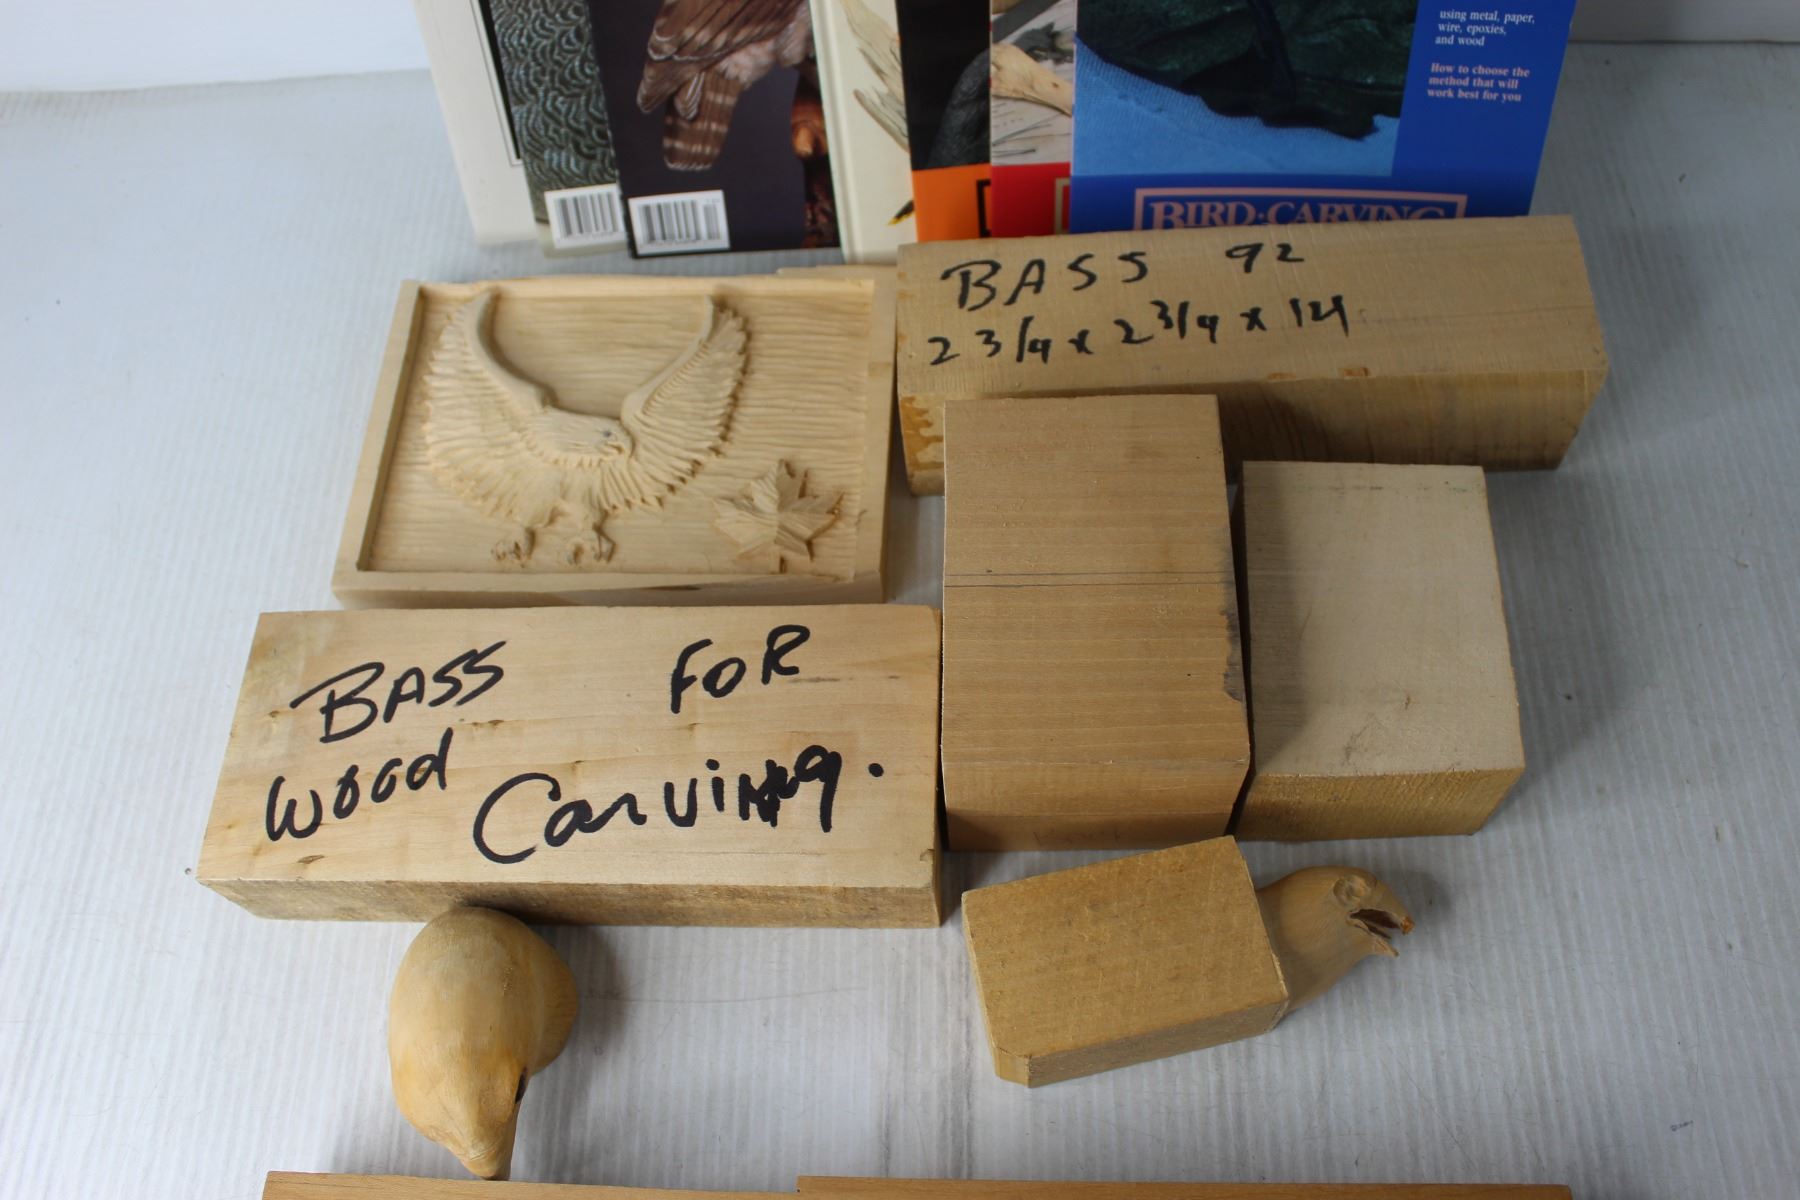 using metal, paper,
wire, epoxies,
and wood
How to choose the
method that will
work best for you
BIRD·CARVING
BASS 92
2 3/4 x 2 3/4 x 14
BASS FOR
Wood Carving.